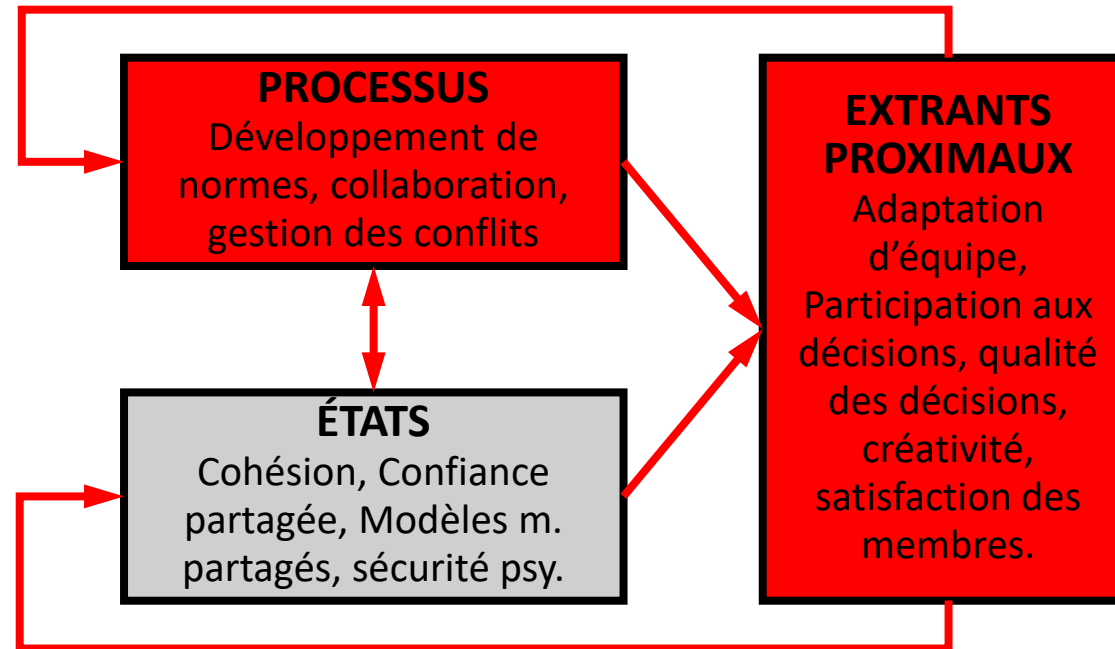 PROCESSUS
Développement de
normes, collaboration,
gestion des conflits
ÉTATS
Cohésion, Confiance
partagée, Modèles m.
partagés, sécurité psy.
EXTRANTS
PROXIMAUX
Adaptation
d’équipe,
Participation aux
décisions, qualité
des décisions,
créativité,
satisfaction des
membres.